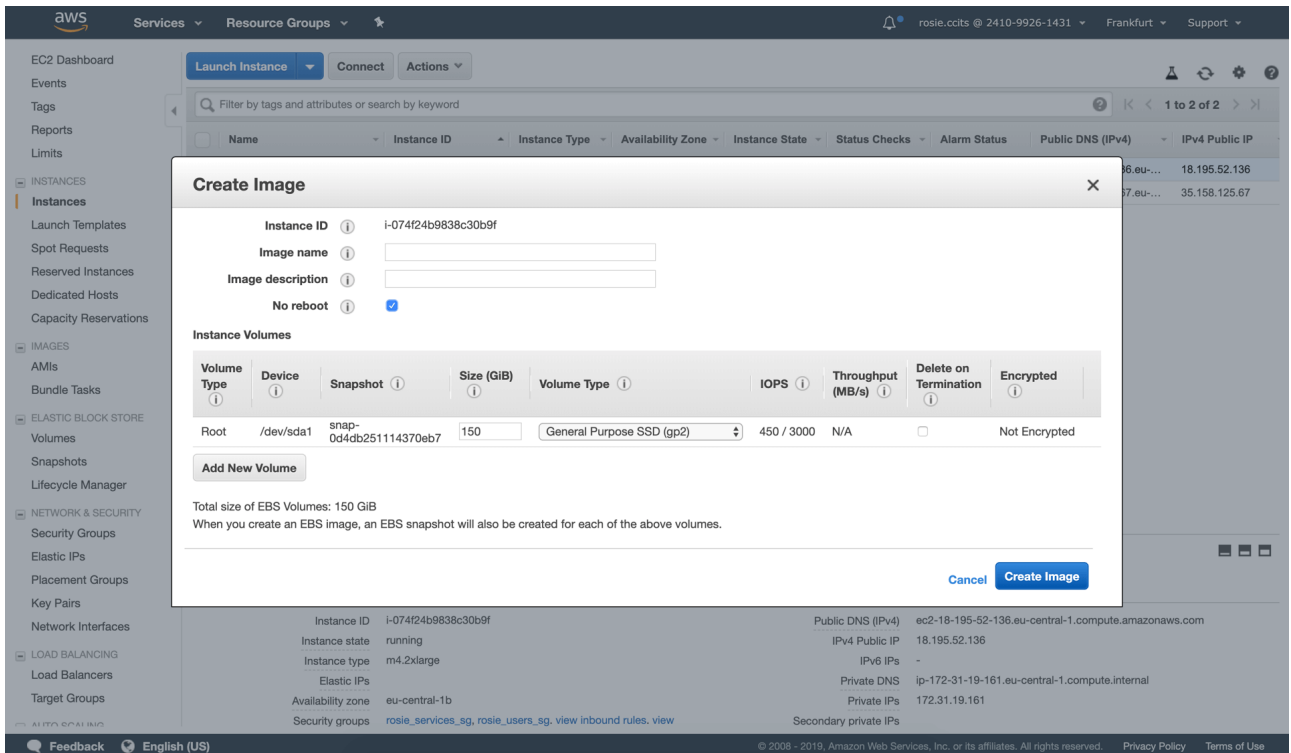 aws Services Resource Groups rosie.ccits @ 2410-9926-1431 Frankfurt Support
EC2 Dashboard
Events
Tags
Reports
Limits
INSTANCES
Instances
Launch Templates
Spot Requests
Reserved Instances
Dedicated Hosts
Capacity Reservations
IMAGES
AMIs
Bundle Tasks
ELASTIC BLOCK STORE
Volumes
Snapshots
Lifecycle Manager
NETWORK & SECURITY
Security Groups
Elastic IPs
Placement Groups
Key Pairs
Network Interfaces
LOAD BALANCING
Load Balancers
Target Groups
AUTO SCALING
Launch Instance Connect Actions
Filter by tags and attributes or search by keyword 1 to 2 of 2
Name Instance ID Instance Type Availability Zone Instance State Status Checks Alarm Status Public DNS (IPv4) IPv4 Public IP
36.eu-... 18.195.52.136
67.eu-... 35.158.125.67
Create Image
Instance ID i-074f24b9838c30b9f
Image name
Image description
No reboot
Instance Volumes
Volume Type Device Snapshot Size (GiB) Volume Type IOPS Throughput (MB/s) Delete on Termination Encrypted
Root /dev/sda1 snap-0d4db251114370eb7 150 General Purpose SSD (gp2) 450 / 3000 N/A Not Encrypted
Add New Volume
Total size of EBS Volumes: 150 GiB
When you create an EBS image, an EBS snapshot will also be created for each of the above volumes.
Cancel Create Image
Instance ID i-074f24b9838c30b9f Public DNS (IPv4) ec2-18-195-52-136.eu-central-1.compute.amazonaws.com
Instance state running IPv4 Public IP 18.195.52.136
Instance type m4.2xlarge IPv6 IPs -
Elastic IPs Private DNS ip-172-31-19-161.eu-central-1.compute.internal
Availability zone eu-central-1b Private IPs 172.31.19.161
Security groups rosie_services_sg, rosie_users_sg. view inbound rules. view Secondary private IPs
Feedback English (US) © 2008 - 2019, Amazon Web Services, Inc. or its affiliates. All rights reserved. Privacy Policy Terms of Use